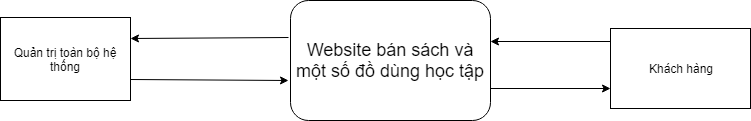 Quản trị toàn bộ hệ
thống
Website bán sách và
một số đồ dùng học tập
Khách hàng